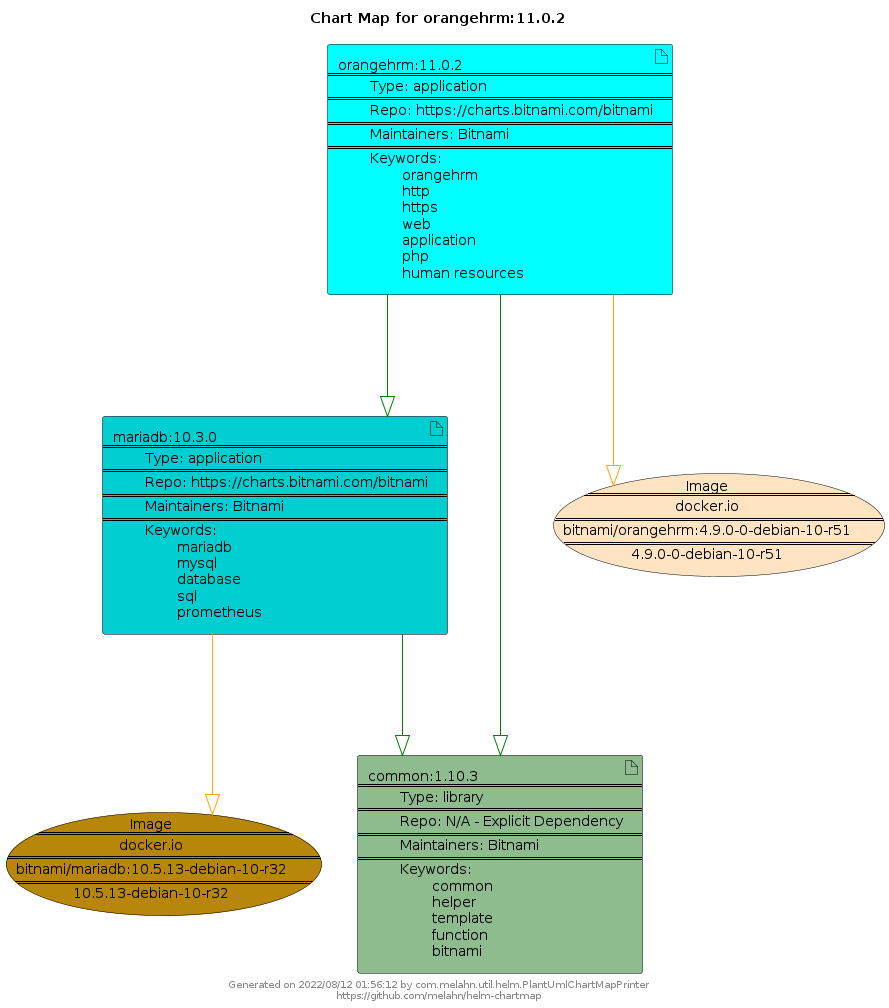 Chart Map for orangehrm:11.0.2
orangehrm:11.0.2
Type: application
Repo: https://charts.bitnami.com/bitnami
Maintainers: Bitnami
Keywords:
orangehrm
http
https
web
application
php
human resources
mariadb:10.3.0
Type: application
Repo: https://charts.bitnami.com/bitnami
Maintainers: Bitnami
Keywords:
mariadb
mysql
database
sql
prometheus
Image
docker.io
bitnami/orangehrm:4.9.0-0-debian-10-r51
4.9.0-0-debian-10-r51
Image
docker.io
bitnami/mariadb:10.5.13-debian-10-r32
10.5.13-debian-10-r32
common:1.10.3
Type: library
Repo: N/A - Explicit Dependency
Maintainers: Bitnami
Keywords:
common
helper
template
function
bitnami
Generated on 2022/08/12 01:56:12 by com.melahn.util.helm.PlantUmlChartMapPrinter
https://github.com/melahn/helm-chartmap